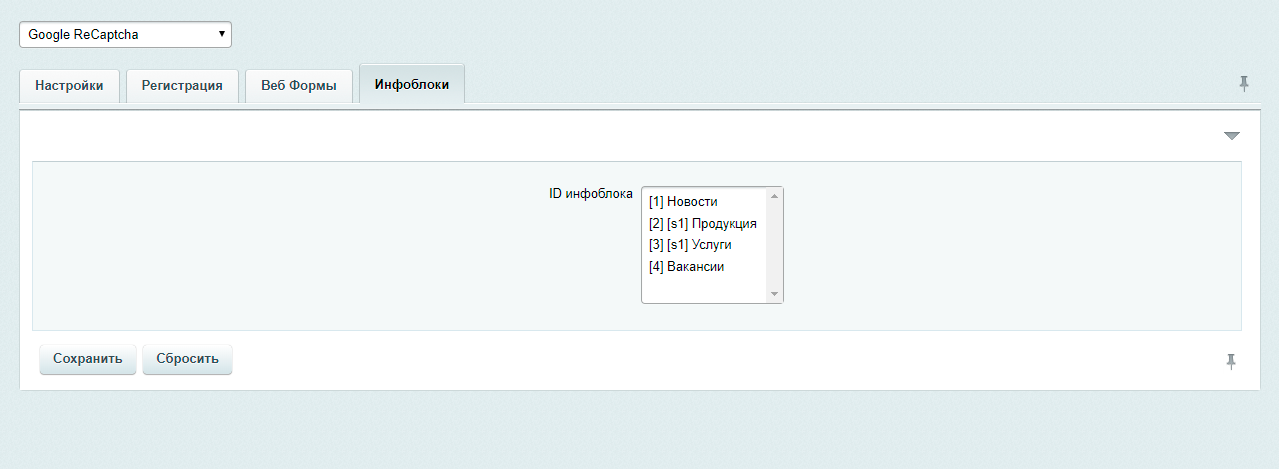 Google ReCaptcha
Настройки Регистрация Веб Формы Инфоблоки
ID инфоблока
[1] Новости
[2] [s1] Продукция
[3] [s1] Услуги
[4] Вакансии
Сохранить Сбросить